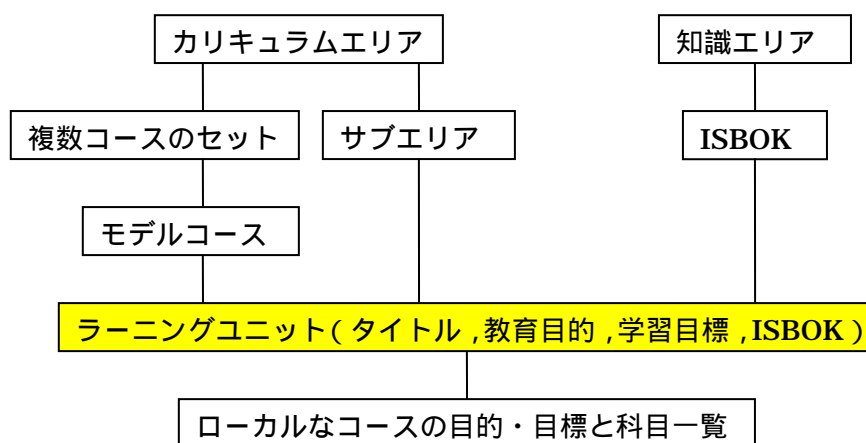 カリキュラムエリア
知識エリア
複数コースのセット
サブエリア
ISBOK
モデルコース
ラーニングユニット(タイトル,教育目的,学習目標,ISBOK)
ローカルなコースの目的・目標と科目一覧